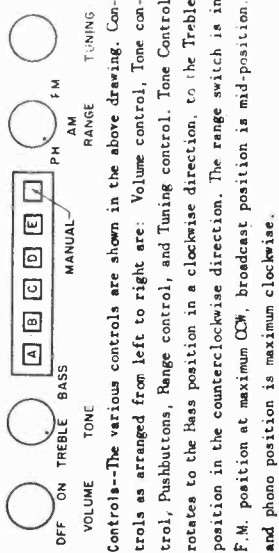 A B C D E
MANUAL
OFF ON TREBLE BASS PH AM FM
VOLUME TONE RANGE TUNING
Controls--The various controls are shown in the above drawing. Con-
trols as arranged from left to right are: Volume control, Tone con-
trol, Pushbuttons, Range control, and Tuning control. Tone Control
rotates to the Bass position in a clockwise direction, to the Treble
position in the counterclockwise direction. The range switch is in
F.M. position at maximum CCW, broadcast position is mid-position.
and phono position is maximum clockwise.